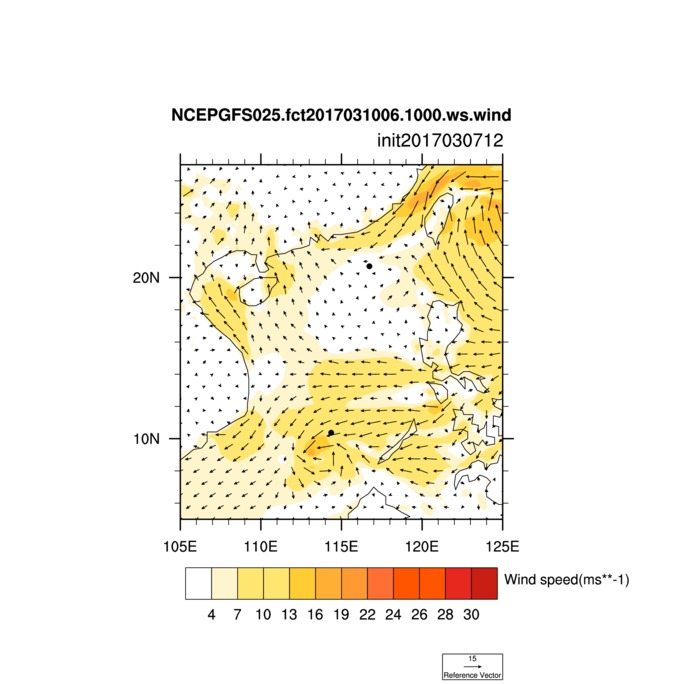 NCEPGFS025.fct2017031006.1000.ws.wind
init2017030712
20N
10N
105E 110E 115E 120E 125E
Wind speed(ms**-1)
4 7 10 13 16 19 22 24 26 28 30
15
Reference Vector